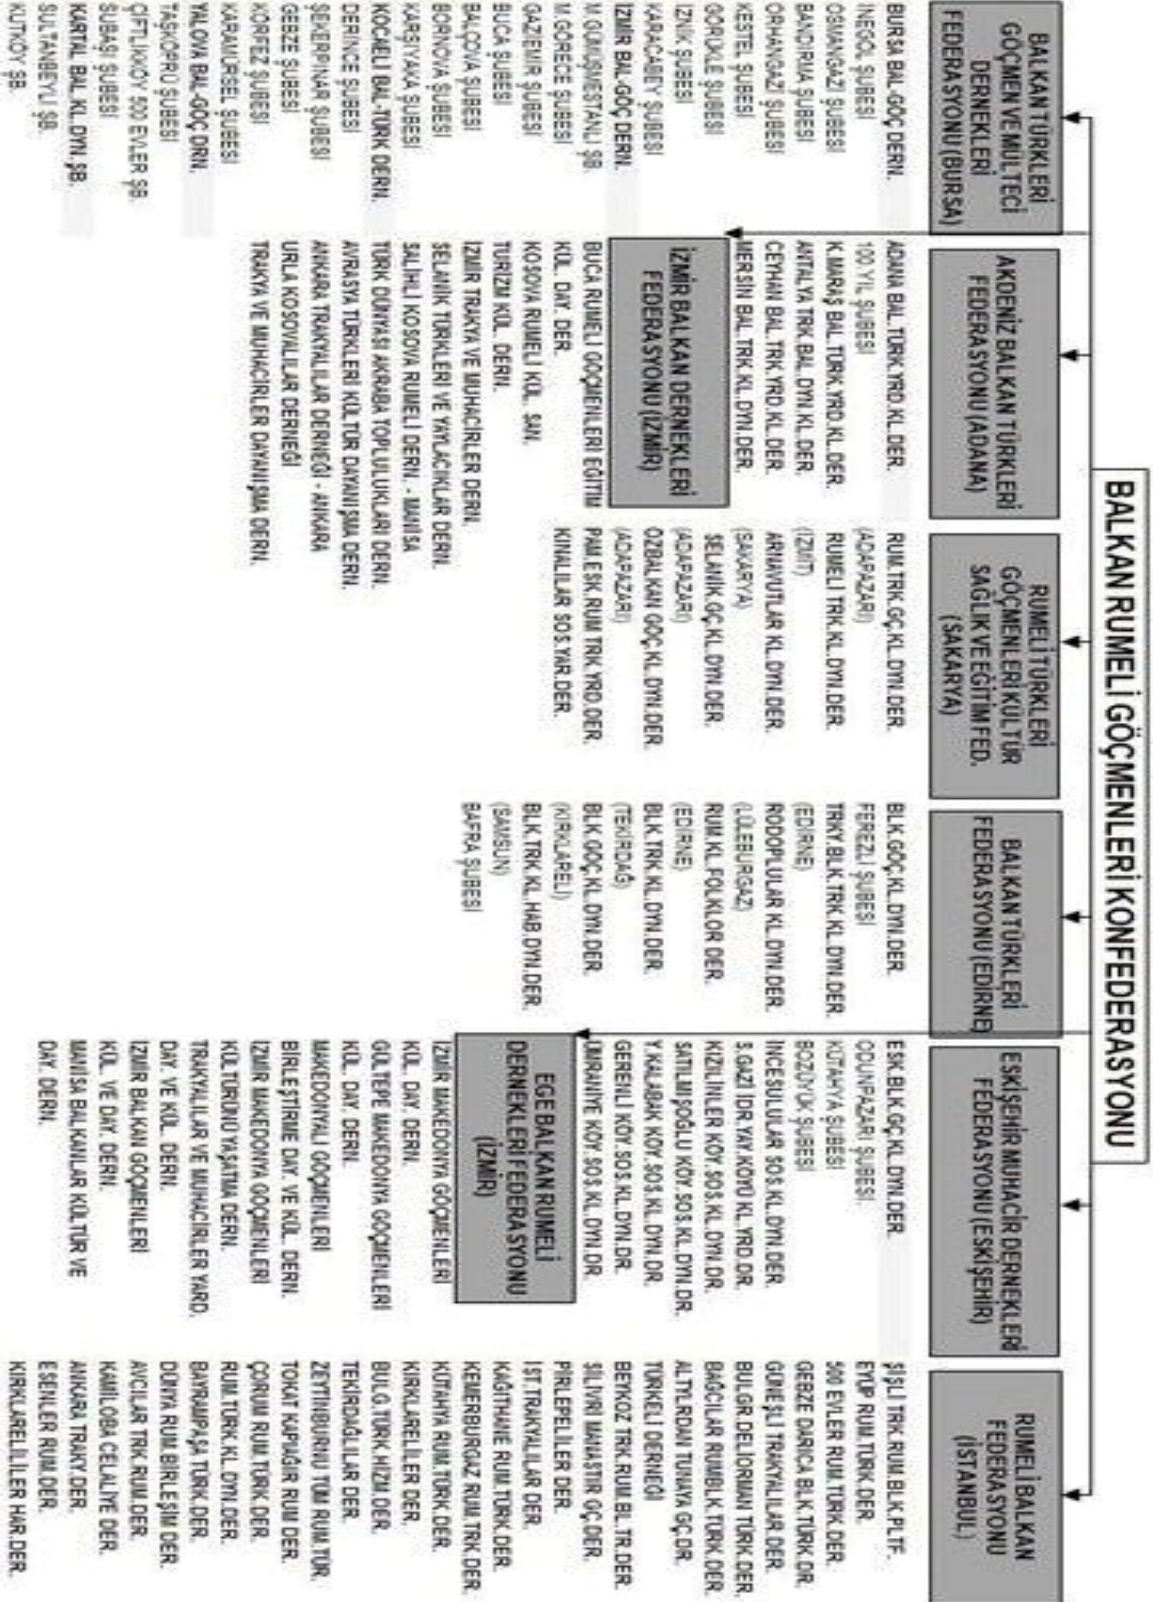 BALKAN RUMELİ GÖÇMENLERİ KONFEDERASYONU
BALKAN TÜRKLERİ
GÖÇMEN VE MÜLTECİ
DERNEKLERİ
FEDERASYONU (BURSA)
BURSA BAL-GÖÇ DERN.
İNEGÖL ŞUBESİ
OSMANGAZİ ŞUBESİ
BANDIRMA ŞUBESİ
ORHANGAZİ ŞUBESİ
KESTEL ŞUBESİ
GÖRÜKLE ŞUBESİ
İZNİK ŞUBESİ
KARACABEY ŞUBESİ
İZMİR BAL-GÖÇ DERN.
M.GÜMÜŞMESTANLI ŞB.
M.GÖRECE ŞUBESİ
GAZİEMİR ŞUBESİ
BUCA ŞUBESİ
BALÇOVA ŞUBESİ
BORNOVA ŞUBESİ
KARŞIYAKA ŞUBESİ
KOCAELİ BAL-TÜRK DERN.
DERİNCE ŞUBESİ
ŞEKERPINAR ŞUBESİ
GEBZE ŞUBESİ
KÖRFEZ ŞUBESİ
KARAMÜRSEL ŞUBESİ
YALOVA BAL-GÖÇ DRN.
TAŞKÖPRÜ ŞUBESİ
ÇİFTLİKKÖY 500 EVLER ŞB.
SUBAŞI ŞUBESİ
KARTAL BAL.KL.DYN.ŞB.
SULTANBEYLİ ŞB.
KUTKÖY ŞB.
AKDENİZ BALKAN TÜRKLERİ
FEDERASYONU (ADANA)
ADANA BAL.TÜRK.YRD.KL.DER.
100.YIL ŞUBESİ
K.MARAŞ BAL.TÜRK.YRD.KL.DER.
ANTALYA TRK.BAL.DYN.KL.DER.
CEYHAN BAL.TRK.YRD.KL.DER.
MERSİN BAL.TRK.KL.DYN.DER.
İZMİR BALKAN DERNEKLERİ
FEDERASYONU (İZMİR)
BUCA RUMELİ GÖÇMENLERİ EĞİTİM
KÜL. DAY. DER.
KOSOVA RUMELİ KÜL. SAN.
TURİZM KÜL. DERN.
İZMİR TRAKYA VE MUHACİRLER DERN.
SELANİK TÜRKLERİ VE YAYLACIKLAR DERN.
SALİHLİ KOSOVA RUMELİ DERN. - MANİSA
TÜRK DÜNYASI AKRABA TOPLULUKLARI DERN.
AVRASYA TÜRKLERİ KÜLTÜR DAYANIŞMA DERN.
ANKARA TRAKYALILAR DERNEĞİ - ANKARA
URLA KOSOVALILAR DERNEĞİ
TRAKYA VE MUHACİRLER DAYANIŞMA DERN.
RUMELİ TÜRKLERİ
GÖÇMENLERİ KÜLTÜR
SAĞLIK VE EĞİTİM FED.
(SAKARYA)
RUM.TRK.GÇ.KL.DYN.DER.
(ADAPAZARI)
RUMELİ TRK.KL.DYN.DER.
(İZMİT)
ARNAVUTLAR KL.DYN.DER.
(SAKARYA)
SELANİK.GÇ.KL.DYN.DER.
(ADAPAZARI)
ÖZBALKAN GÖÇ.KL.DYN.DER.
(ADAPAZARI)
PAM.ESK.RUM.TRK.YRD.DER.
KINALILAR SOS.YAR.DER.
BALKAN TÜRKLERİ
FEDERASYONU (EDİRNE)
BLK.GÖÇ.KL.DYN.DER.
FEREZLİ ŞUBESİ
TRKY.BLK.TRK.KL.DYN.DER.
(EDİRNE)
RODOPLULAR KL.DYN.DER.
(LÜLEBURGAZ)
RUM.KL.FOLKLOR DER.
(EDİRNE)
BLK.TRK.KL.DYN.DER.
(TEKİRDAĞ)
BLK.GÖÇ.KL.DYN.DER.
(KIRKLARELİ)
BLK.TRK.KL.HAB.DYN.DER.
(SAMSUN)
BAFRA ŞUBESİ
ESKİŞEHİR MUHACİR DERNEKLERİ
FEDERASYONU (ESKİŞEHİR)
ESK.BLK.GÇ.KL.DYN.DER.
ODUNPAZARI ŞUBESİ.
KÜTAHYA ŞUBESİ
BOZÜYÜK ŞUBESİ
İNCESULULAR SOS.KL.DYN.DER.
S.GAZİ İDR.YAY.KÖYÜ KL.YRD.DR.
KIZILİNLER KÖY.SOS.KL.DYN.DR.
SATILMIŞOĞLU KÖY.SOS.KL.DYN.DR.
Y.KALABAK KÖY.SOS.KL.DYN.DR.
GERENLİ KÖY.SOS.KL.DYN.DR.
ÜMRANİYE KÖY.SOS.KL.DYN.DR.
EGE BALKAN RUMELİ
DERNEKLERİ FEDERASYONU
(İZMİR)
İZMİR MAKEDONYA GÖÇMENLERİ
KÜL. DAY. DERN.
GÜLTEPE MAKEDONYA GÖÇMENLERİ
KÜL. DAY. DERN.
MAKEDONYALI GÖÇMENLERİ
BİRLEŞTİRME DAY. VE KÜL. DERN.
İZMİR MAKEDONYA GÖÇMENLERİ
KÜLTÜRÜNÜ YAŞATMA DERN.
TRAKYALILAR VE MUHACİRLER YARD.
DAY. VE KÜL. DERN.
İZMİR BALKAN GÖÇMENLERİ
KÜL. VE DAY. DERN.
MANİSA BALKANLAR KÜLTÜR VE
DAY. DERN.
RUMELİ BALKAN
FEDERASYONU
(İSTANBUL)
ŞİŞLİ TRK.RUM.BLK.PLTF.
EYÜP RUM.TÜRK.DER.
500 EVLER RUM.TÜRK.DER.
GEBZE DARICA BLK.TÜRK.DR.
GÜNEŞLİ TRAKYALILAR.DER.
BULGR.DELİORMAN TÜRK.DER.
BAĞCILAR RUMBLK.TÜRK.DER.
ALTYLRDAN TUNAYA GÇ.DR.
TÜRKELİ DERNEĞİ
BEYKOZ TRK.RUM.BL.TR.DER.
SİLİVRİ MANASTIR GÇ.DER.
PİRLEPELİLER DER.
İST.TRAKYALILAR DER.
KAĞITHANE RUM.TÜRK.DER.
KEMERBURGAZ RUM.TRK.DER.
KÜTAHYA RUM.TÜRK.DER.
KIRKLARELİLER DER.
BULG.TÜRK.HİZM.DER.
TEKİRDAĞLILAR DER.
ZEYTİNBURNU TÜM RUM.TÜR.
TOKAT KAPIAĞIR RUM DER.
ÇORUM RUM.TÜRK.DER.
RUM.TÜRK.KL.DYN.DER.
BAYRAMPAŞA TÜRK.DER.
DÜNYA RUM.BİRLEŞİM DER.
AVCILAR TRK.RUM.DER.
KAMİLOBA CELALİYE DER.
ANKARA TRAKY.DER.
ESENLER RUM.DER.
KIRKLARELİLİLER HAR.DER.